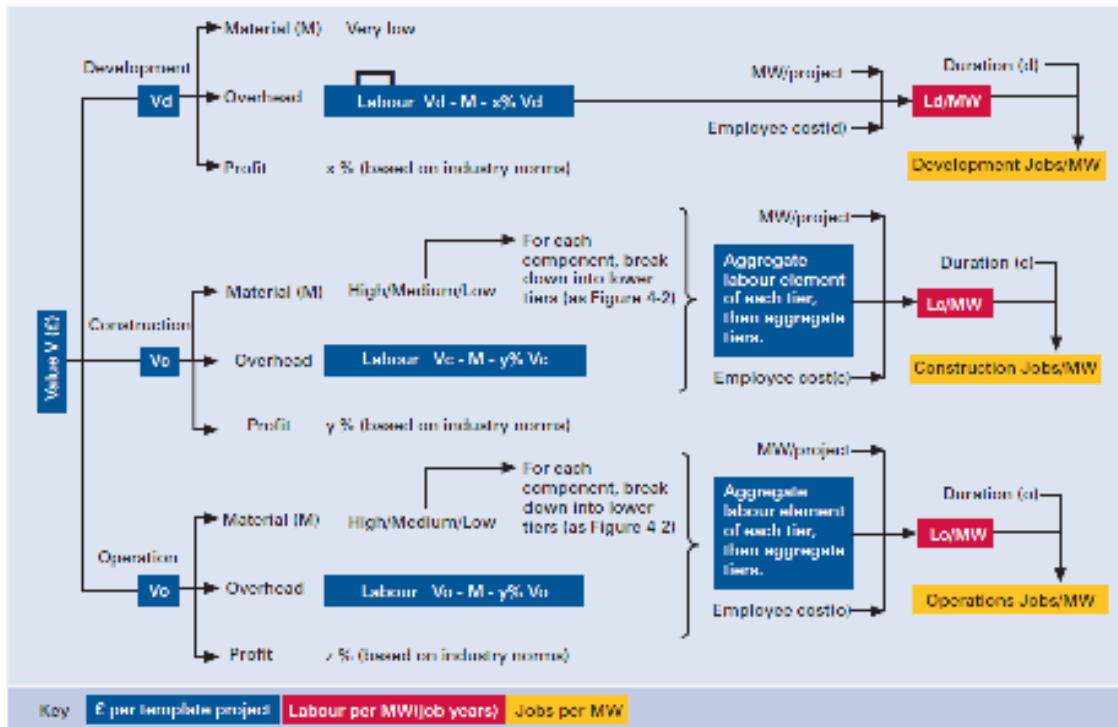 Material (M) Very low
Development
Vd
Overhead
Labour Vd - M - x% Vd
Profit
x % (based on industry norms)
MW/project
Employee cost(d)
Ld/MW
Duration (d)
Development Jobs/MW
Value V (£)
Construction
Vc
Material (M)
High/Medium/Low
For each
component, break
down into lower
tiers (as Figure 4-2)
Overhead
Labour Vc - M - y% Vc
Profit
y % (based on industry norms)
MW/project
Aggregate
labour element
of each tier,
then aggregate
tiers.
Employee cost(c)
Lc/MW
Duration (c)
Construction Jobs/MW
Operation
Vo
Material (M)
High/Medium/Low
For each
component, break
down into lower
tiers (as Figure 4-2)
Overhead
Labour Vo - M - y% Vo
Profit
z % (based on industry norms)
MW/project
Aggregate
labour element
of each tier,
then aggregate
tiers.
Employee cost(o)
Lo/MW
Duration (o)
Operations Jobs/MW
Key
£ per template project
Labour per MW(job years)
Jobs per MW